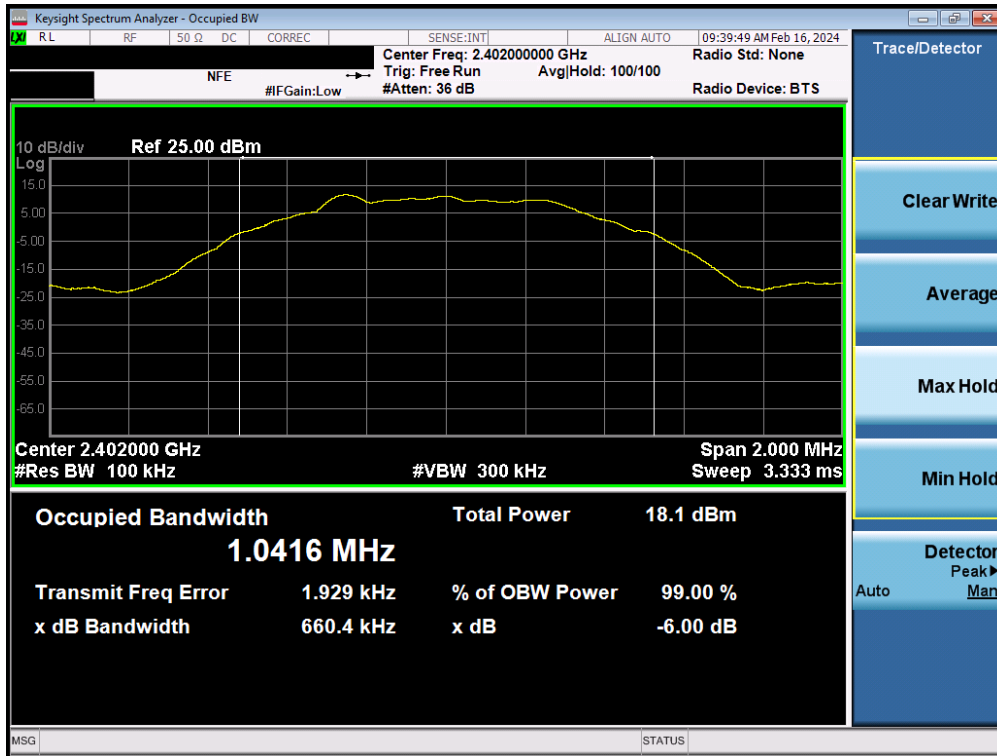 Keysight Spectrum Analyzer - Occupied BW
LXI RL RF 50 Ω DC CORREC SENSE:INT ALIGN AUTO 09:39:49 AM Feb 16, 2024
Center Freq: 2.402000000 GHz Radio Std: None
NFE Trig: Free Run Avg|Hold: 100/100
#IFGain:Low #Atten: 36 dB Radio Device: BTS
10 dB/div Ref 25.00 dBm
Log
15.0
5.00
-5.00
-15.0
-25.0
-35.0
-45.0
-55.0
-65.0
Center 2.402000 GHz Span 2.000 MHz
#Res BW 100 kHz #VBW 300 kHz Sweep 3.333 ms
Occupied Bandwidth Total Power 18.1 dBm
1.0416 MHz
Transmit Freq Error 1.929 kHz % of OBW Power 99.00 %
x dB Bandwidth 660.4 kHz x dB -6.00 dB
MSG STATUS
Trace/Detector
Clear Write
Average
Max Hold
Min Hold
Detector
Peak▶
Auto Man